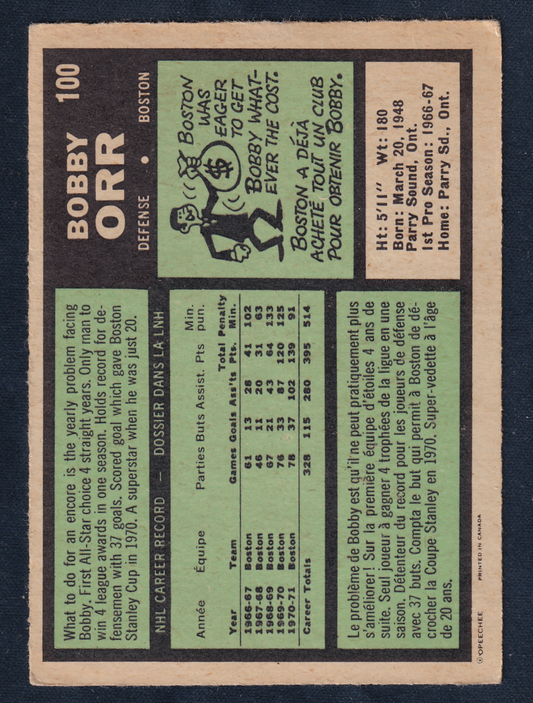 What to do for an encore is the yearly problem facing
Bobby. First All-Star choice 4 straight years. Only man to
win 4 league awards in one season. Holds record for de-
fensemen with 37 goals. Scored goal which gave Boston
Stanley Cup in 1970. A superstar when he was just 20.
BOBBY 100
ORR
DEFENSE • BOSTON
NHL CAREER RECORD — DOSSIER DANS LA LNH
Année Équipe Parties Buts Assist. Pts Min. pun.
Year Team Games Goals Ass'ts Total Pts. Penalty Min.
1966-67 Boston 61 13 28 41 102
1967-68 Boston 46 11 20 31 63
1968-69 Boston 67 21 43 64 133
1969-70 Boston 76 33 87 120 125
1970-71 Boston 78 37 102 139 91
Career Totals 328 115 280 395 514
BOSTON
WAS
EAGER
TO GET
BOBBY WHAT-
EVER THE COST.
$
BOSTON A DÉJÀ
ACHETÉ TOUT UN CLUB
POUR OBTENIR BOBBY.
Le problème de Bobby est qu'il ne peut pratiquement plus
s'améliorer! Sur la première équipe d'étoiles 4 ans de
suite. Seul joueur à gagner 4 trophées de la ligue en une
saison. Détenteur du record pour les joueurs de défense
avec 37 buts. Compta le but qui permit à Boston de dé-
crocher la Coupe Stanley en 1970. Super-vedette à l'âge
de 20 ans.
Ht: 5'11" Wt: 180
Born: March 20, 1948
Parry Sound, Ont.
1st Pro Season: 1966-67
Home: Parry Sd., Ont.
©OPEECHEE PRINTED IN CANADA